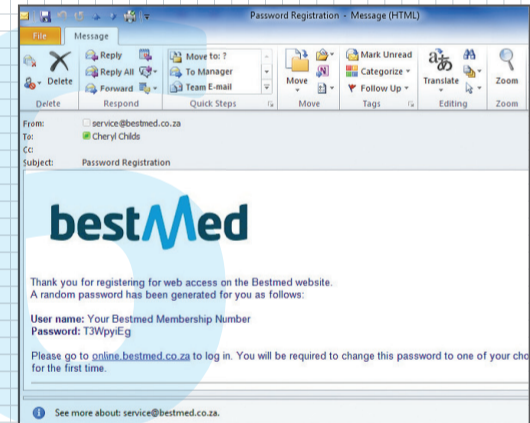 Password Registration - Message (HTML)
File Message
Delete
Reply
Reply All
Forward
Move to: ?
To Manager
Team E-mail
Move
Mark Unread
Categorize
Follow Up
Translate
Zoom
Delete Respond Quick Steps Move Tags Editing Zoom
From: service@bestmed.co.za
To: Cheryl Childs
Cc:
Subject: Password Registration
bestMed
Thank you for registering for web access on the Bestmed website.
A random password has been generated for you as follows:
User name: Your Bestmed Membership Number
Password: T3WpyiEg
Please go to online.bestmed.co.za to log in. You will be required to change this password to one of your cho
for the first time.
See more about: service@bestmed.co.za.